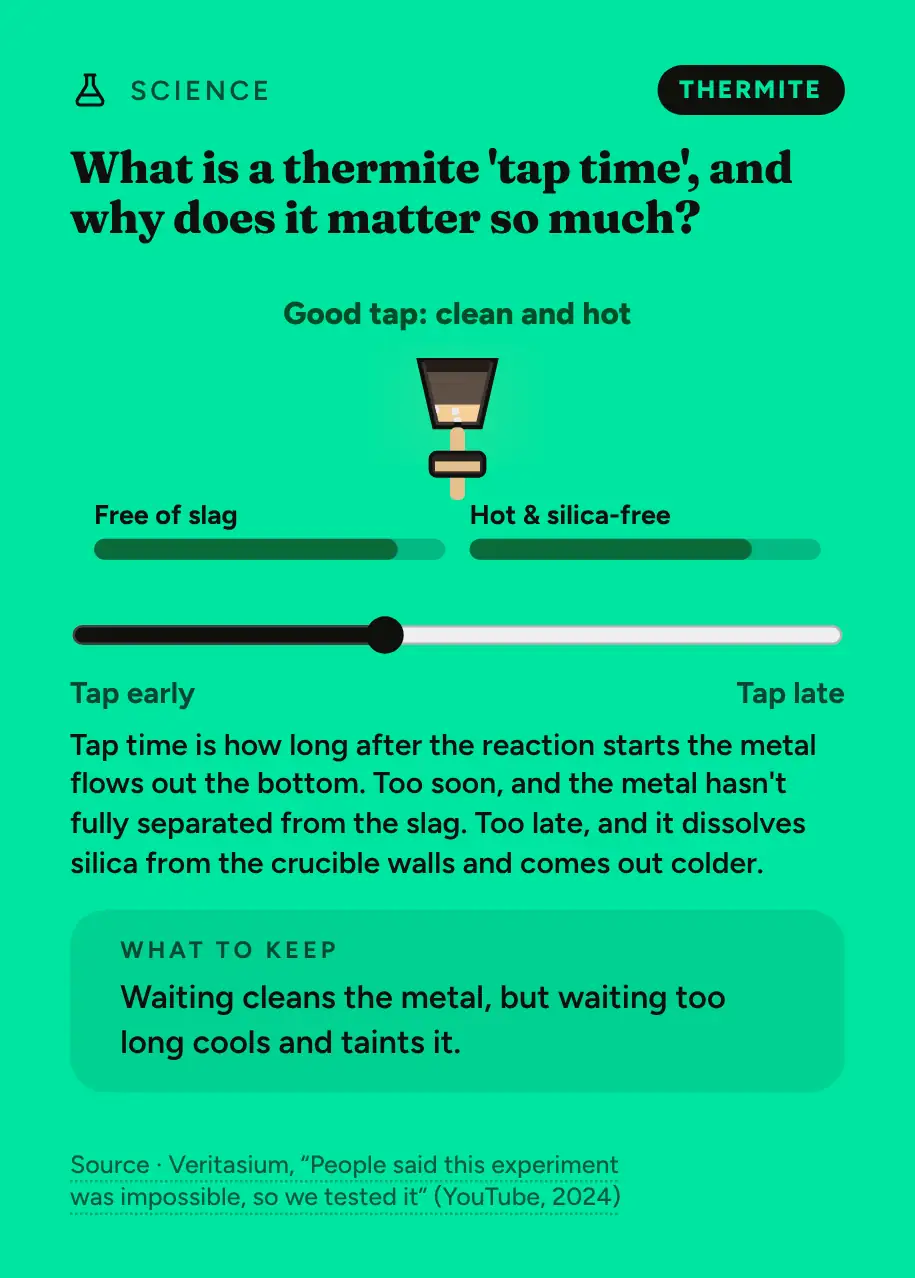 SCIENCE
THERMITE
What is a thermite 'tap time', and
why does it matter so much?
Good tap: clean and hot
Free of slag
Hot & silica-free
Tap early
Tap late
Tap time is how long after the reaction starts the metal
flows out the bottom. Too soon, and the metal hasn't
fully separated from the slag. Too late, and it dissolves
silica from the crucible walls and comes out colder.
WHAT TO KEEP
Waiting cleans the metal, but waiting too
long cools and taints it.
Source · Veritasium, “People said this experiment
was impossible, so we tested it“ (YouTube, 2024)